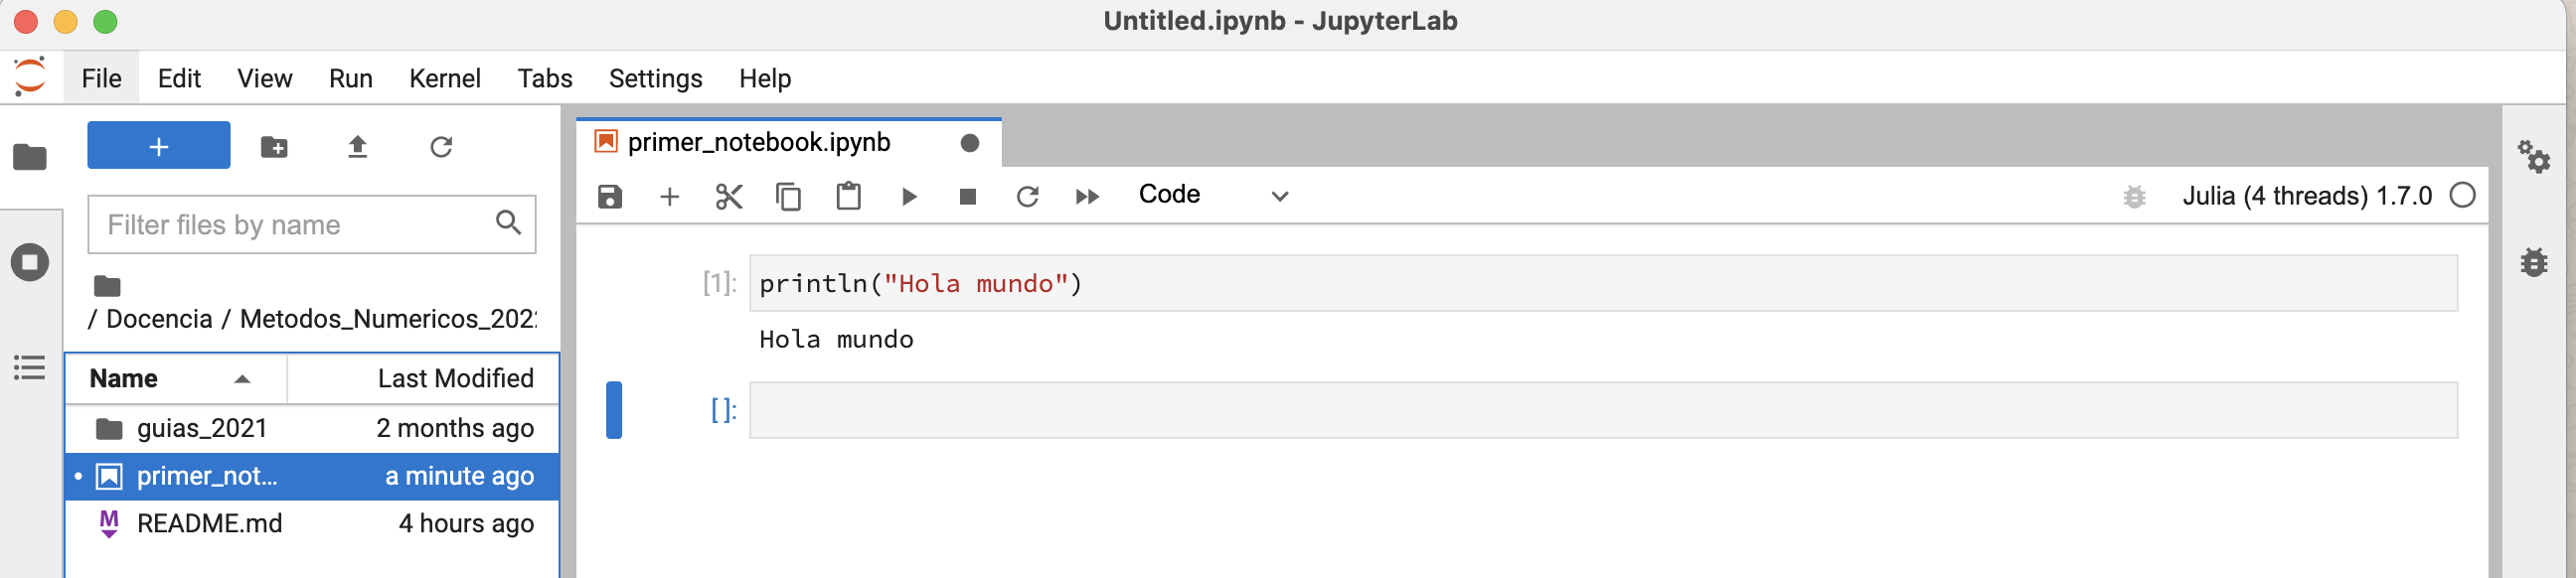 Untitled.ipynb - JupyterLab
File Edit View Run Kernel Tabs Settings Help
primer_notebook.ipynb
Code
Julia (4 threads) 1.7.0
Filter files by name
/ Docencia / Metodos_Numericos_202
Name Last Modified
guias_2021 2 months ago
primer_not... a minute ago
README.md 4 hours ago
[1]: println("Hola mundo")
Hola mundo
[]: